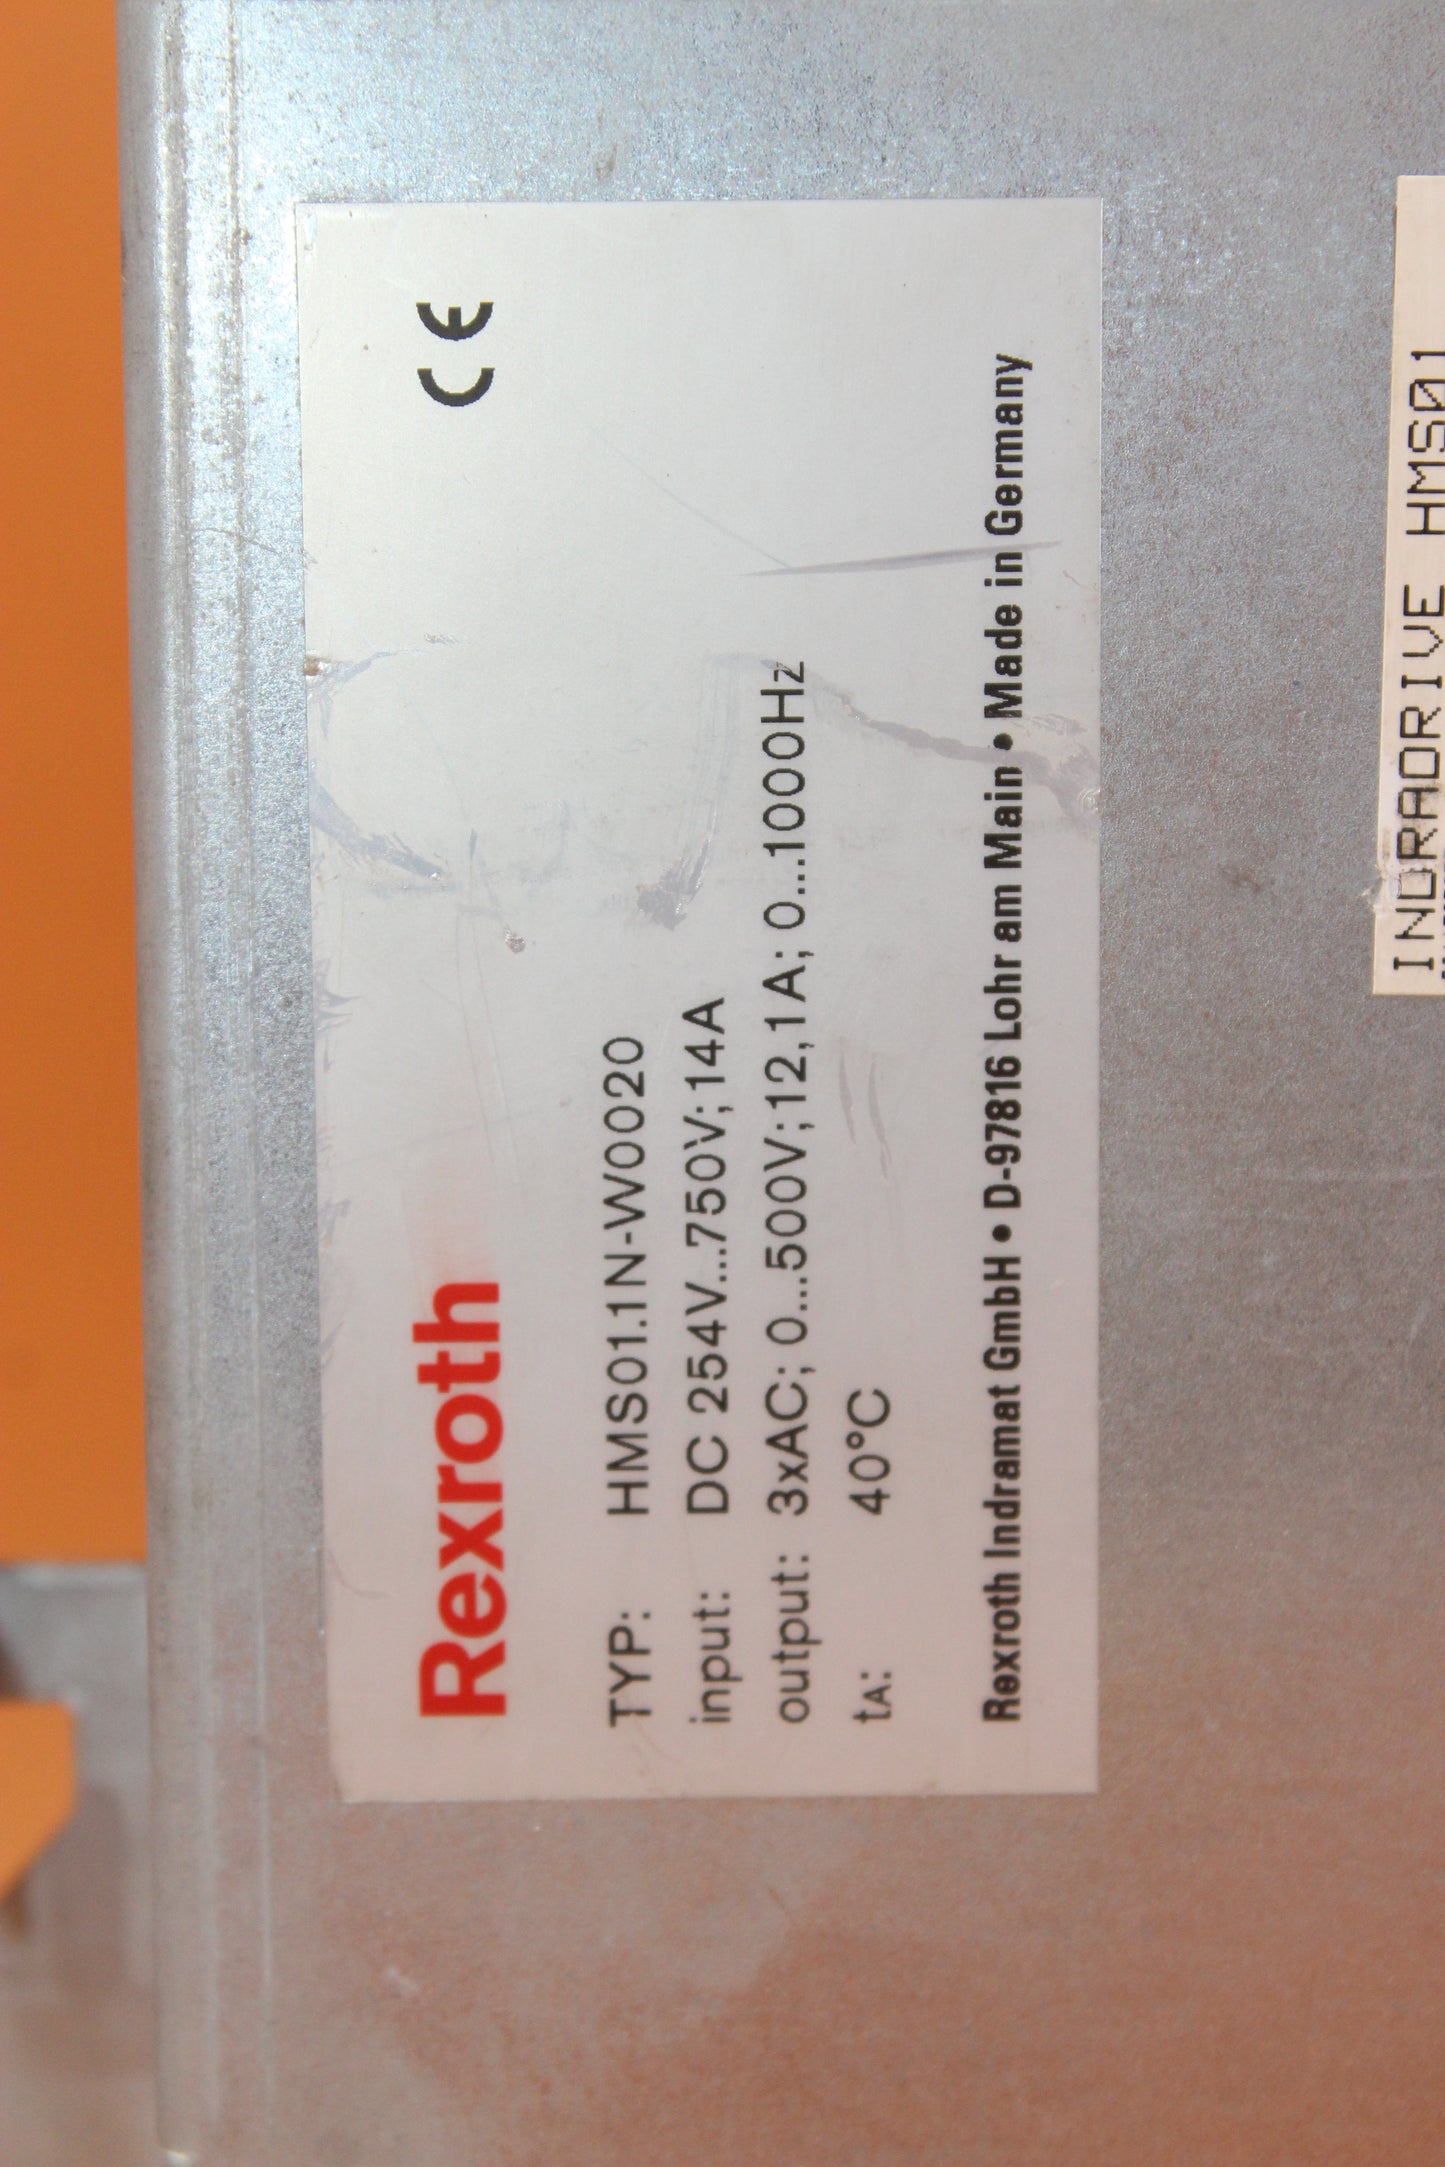 Rexroth CE
TYP: HMS01.1N-W0020
input: DC 254V...750V; 14A
output: 3xAC; 0...500V; 12,1A; 0...1000Hz
tA: 40°C
Rexroth Indramat GmbH • D-97816 Lohr am Main • Made in Germany
INDRADRIVE HMS01